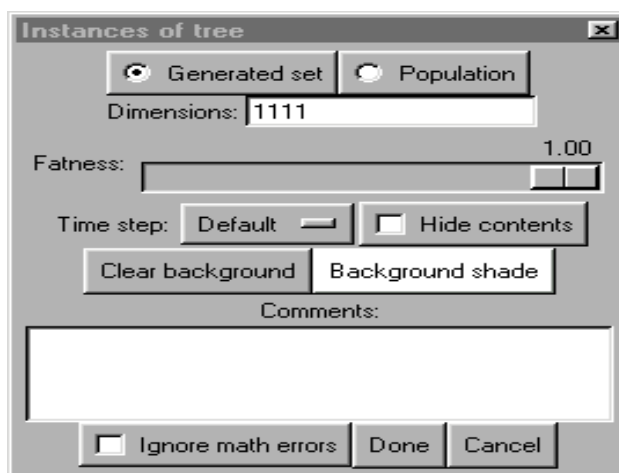 Instances of tree
Generated set Population
Dimensions: 1111
1.00
Fatness:
Time step: Default Hide contents
Clear background Background shade
Comments:
Ignore math errors Done Cancel